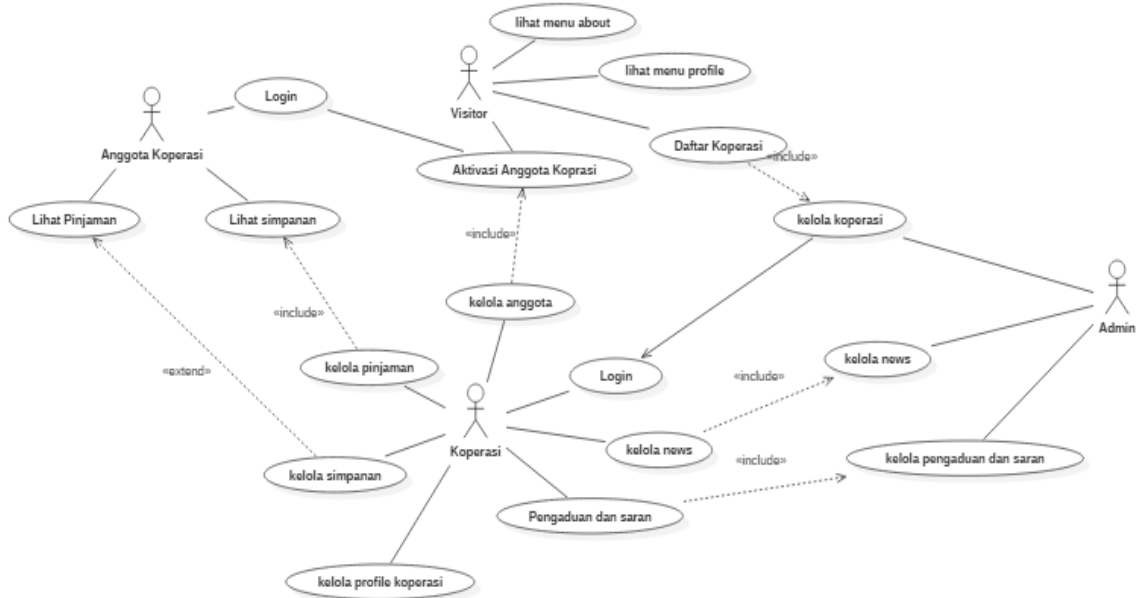 lihat menu about
lihat menu profile
Visitor
Login
Anggota Koperasi
Daftar Koperasi
«include»
Aktivasi Anggota Koprasi
Lihat Pinjaman
Lihat simpanan
kelola koperasi
«include»
kelola anggota
«include»
Admin
kelola news
kelola pinjaman
«extend»
Login
«include»
Koperasi
kelola news
kelola pengaduan dan saran
«include»
kelola simpanan
Pengaduan dan saran
kelola profile koperasi